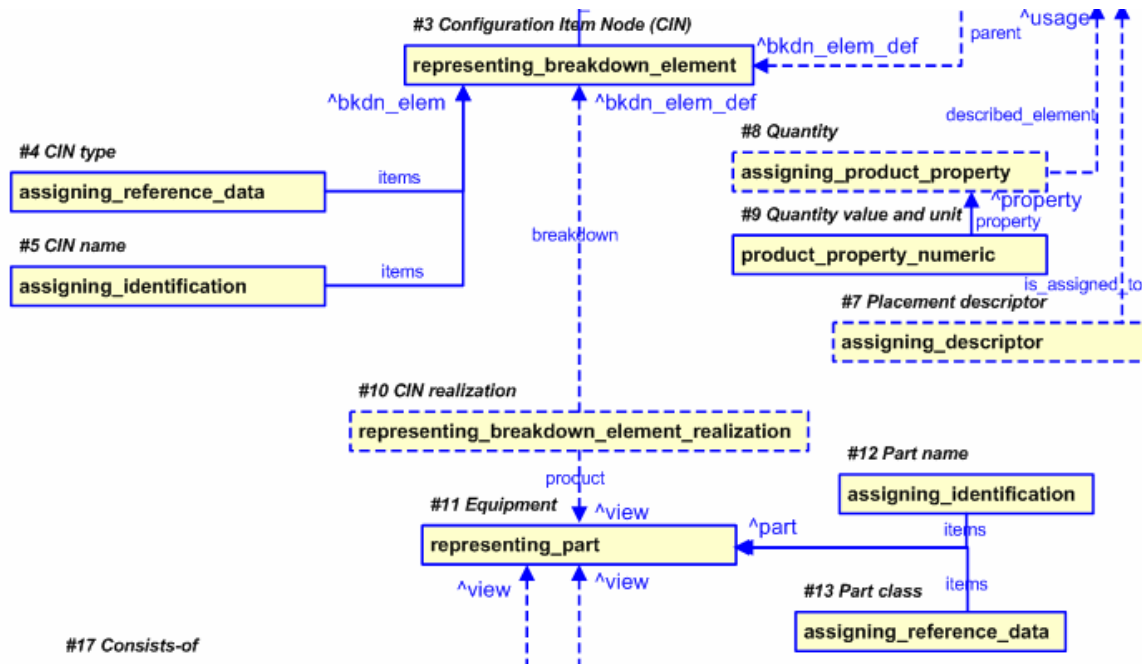 #3 Configuration Item Node (CIN)
^usage
parent
representing_breakdown_element
^bkdn_elem_def
^bkdn_elem
^bkdn_elem_def
described_element
#8 Quantity
#4 CIN type
assigning_product_property
assigning_reference_data
items
^property
#9 Quantity value and unit
property
#5 CIN name
breakdown
product_property_numeric
assigning_identification
items
is_assigned_to
#7 Placement descriptor
assigning_descriptor
#10 CIN realization
representing_breakdown_element_realization
#12 Part name
product
assigning_identification
#11 Equipment
^view
^part
items
representing_part
^view
^view
#13 Part class
items
assigning_reference_data
#17 Consists-of